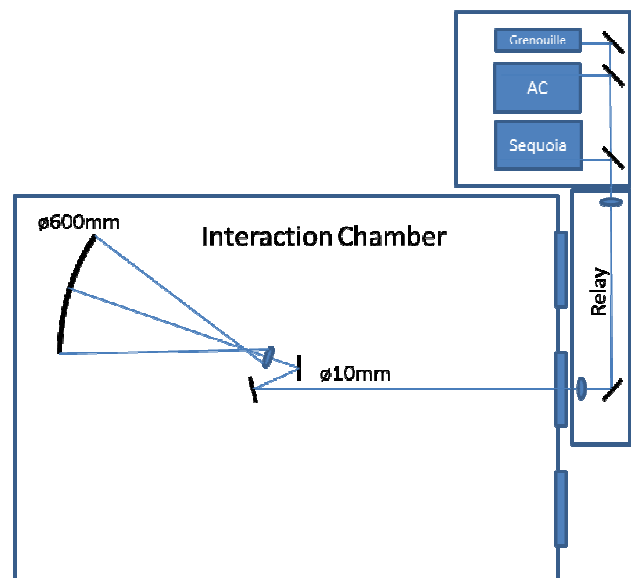 Grenouille
AC
Sequoia
ø600mm
Interaction Chamber
Relay
ø10mm